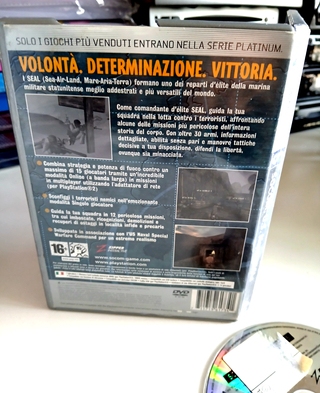 SOLO I GIOCHI PIÙ VENDUTI ENTRANO NELLA SERIE PLATINUM.
VOLONTÀ. DETERMINAZIONE. VITTORIA.
I SEAL (Sea-Air-Land, Mare-Aria-Terra) formano uno dei reparti d'élite della marina
militare statunitense meglio addestrati e più versatili del mondo.
Come comandante d'élite SEAL, guida la tua
squadra nella lotta contro i terroristi, affrontando
alcune delle missioni più pericolose dell'intera
storia del corpo. Con oltre 30 armi, informazioni
dettagliate, abilità senza pari e manovre tattiche
decisive a tua disposizione, difendi la libertà,
ovunque sia minacciata.
Combina strategia e potenza di fuoco contro un
massimo di 15 giocatori tramite un'incredibile
modalità Online (a banda larga) in missioni
in multiplayer utilizzando l'adattatore di rete
(per PlayStation®2)
Sconfiggi i terroristi nemici nell'emozionante
modalità Singolo giocatore
Guida la tua squadra in 12 pericolose missioni,
tra cui imboscate, ricognizioni, demolizioni e
recuperi di ostaggi in località infide e precarie
Sviluppato in associazione con l'US Naval Special
Warfare Command per un estremo realismo
16+
ZIPPER
www.socom-game.com
www.playstation.com
DVD